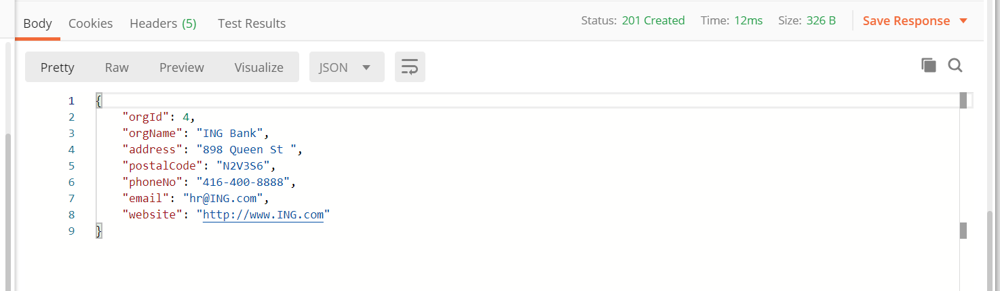 Body Cookies Headers (5) Test Results Status: 201 Created Time: 12ms Size: 326 B Save Response
Pretty Raw Preview Visualize JSON
1 {
2 "orgId": 4,
3 "orgName": "ING Bank",
4 "address": "898 Queen St ",
5 "postalCode": "N2V3S6",
6 "phoneNo": "416-400-8888",
7 "email": "hr@ING.com",
8 "website": "http://www.ING.com"
9 }